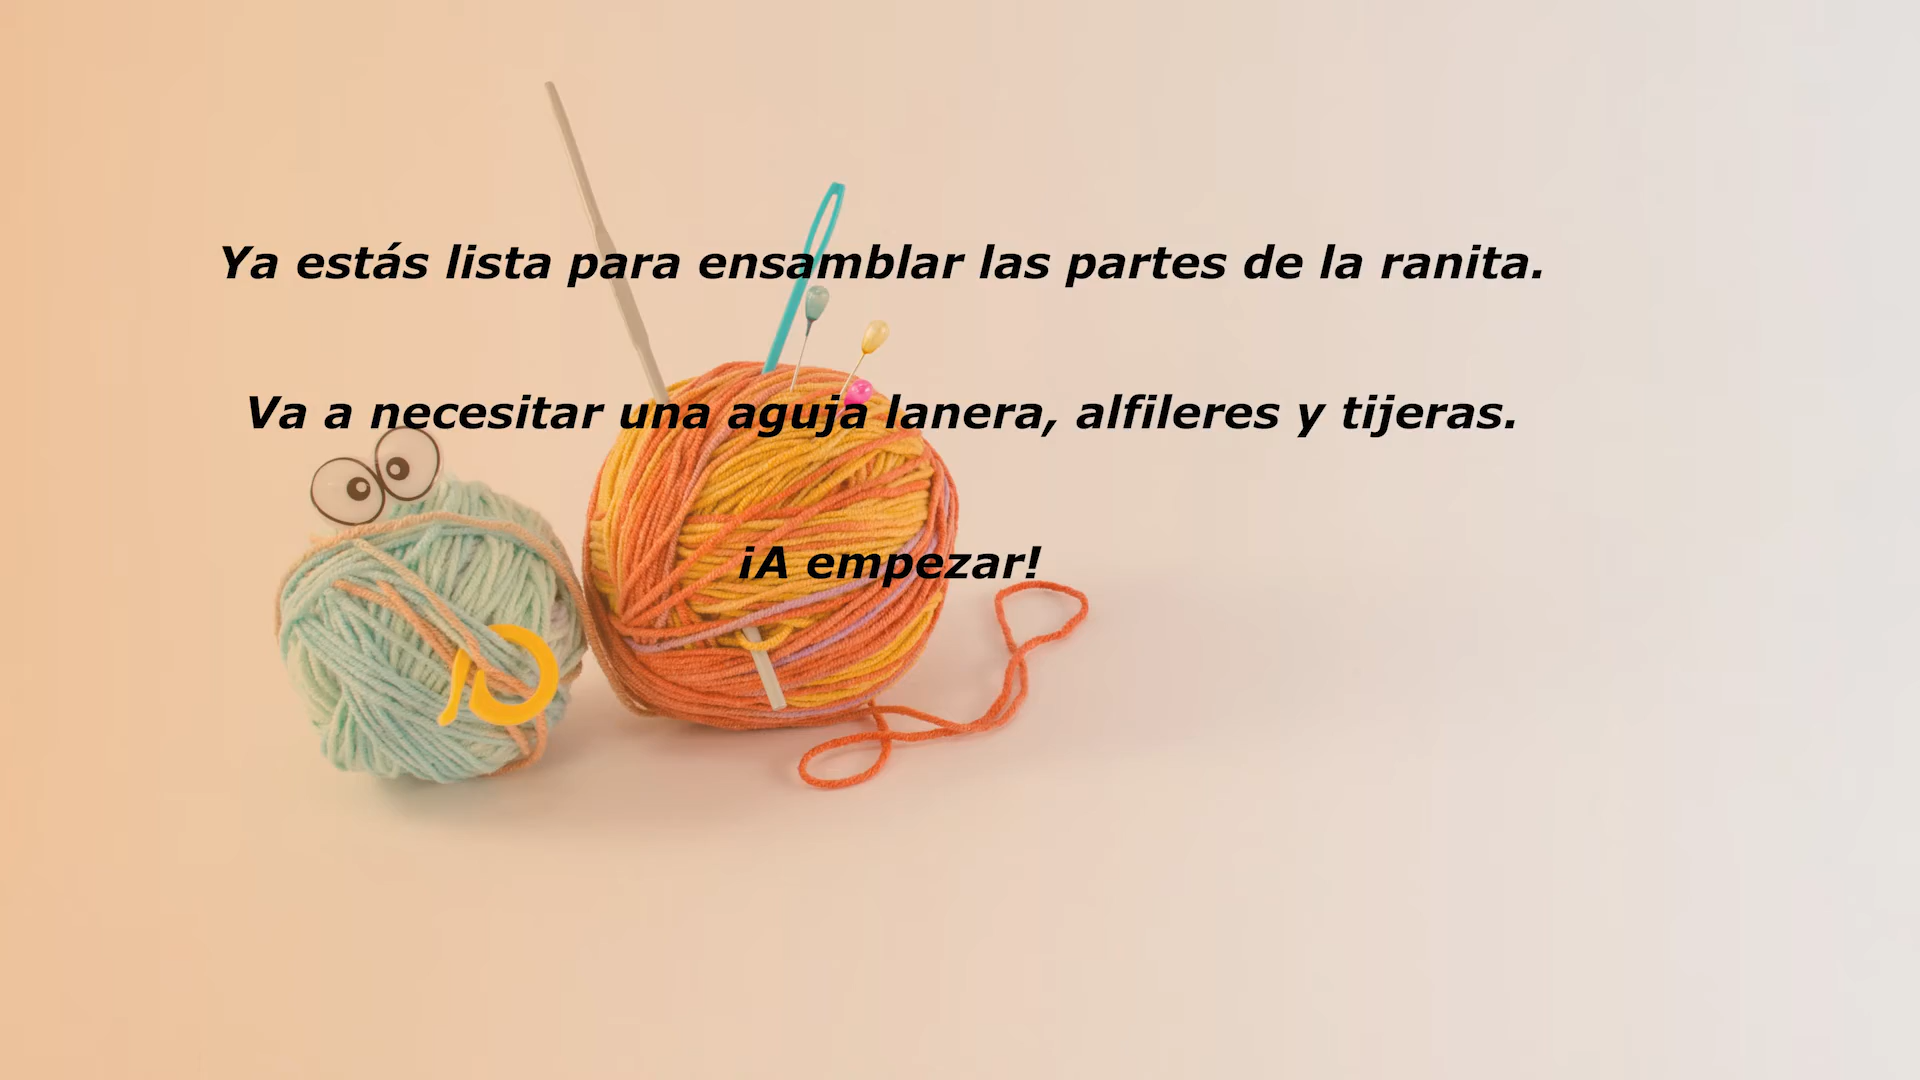 Ya estás lista para ensamblar las partes de la ranita.
Va a necesitar una aguja lanera, alfileres y tijeras.
¡A empezar!